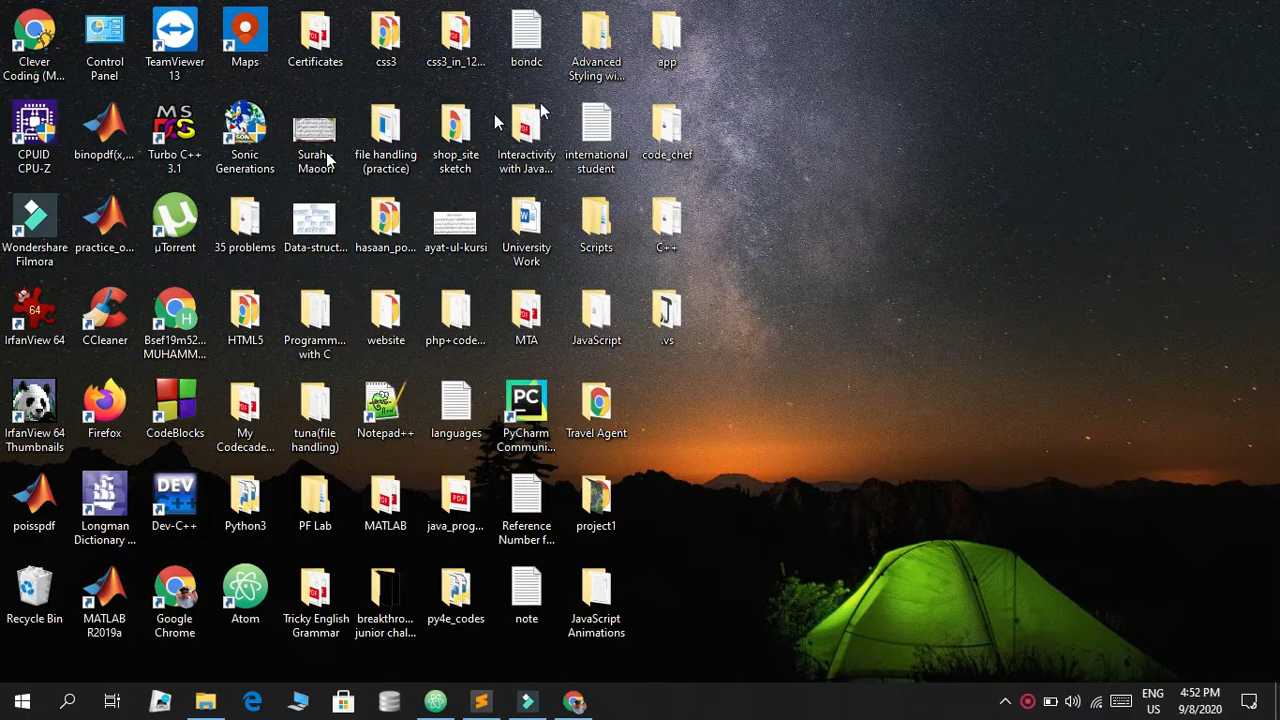 Clever
Coding (M...
Control
Panel
TeamViewer
13
Maps
Certificates
css3
css3_in_12...
bondc
Advanced
Styling wi...
app
CPUID
CPU-Z
binopdf(x,...
Turbo C++
3.1
Sonic
Generations
Surah
Maoon
file handling
(practice)
shop_site
sketch
Interactivity
with Java...
international
student
code_chef
Wondershare
Filmora
practice_o...
µTorrent
35 problems
Data-struct...
hasaan_po...
ayat-ul-kursi
University
Work
Scripts
C++
IrfanView 64
CCleaner
Bsef19m52...
MUHAMM...
HTML5
Programm...
with C
website
php+code...
MTA
JavaScript
.vs
IrfanView 64
Thumbnails
Firefox
CodeBlocks
My
Codecade...
tuna(file
handling)
Notepad++
languages
PyCharm
Communi...
Travel Agent
poisspdf
Longman
Dictionary ...
Dev-C++
Python3
PF Lab
MATLAB
java_prog...
Reference
Number f...
project1
Recycle Bin
MATLAB
R2019a
Google
Chrome
Atom
Tricky English
Grammar
breakthro...
junior chal...
py4e_codes
note
JavaScript
Animations
ENG
US
4:52 PM
9/8/2020